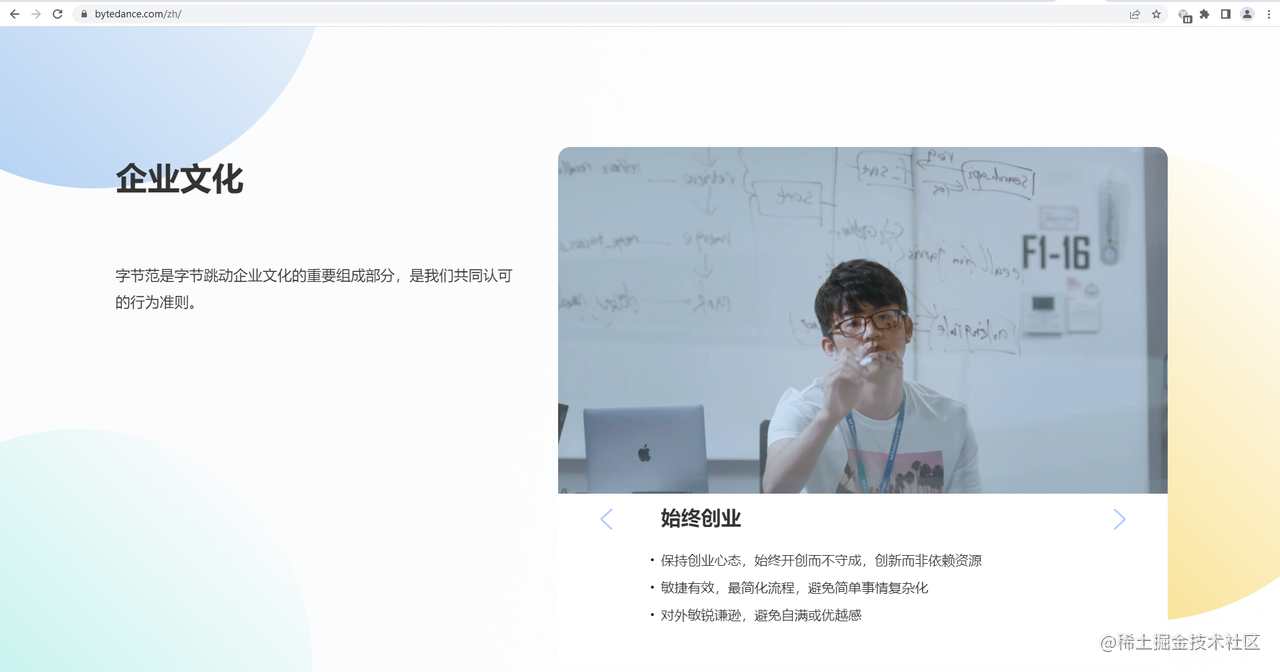 bytedance.com/zh/
企业文化
字节范是字节跳动企业文化的重要组成部分，是我们共同认可
的行为准则。
sort
F1-16
始终创业
• 保持创业心态，始终开创而不守成，创新而非依赖资源
• 敏捷有效，最简化流程，避免简单事情复杂化
• 对外敏锐谦逊，避免自满或优越感
@稀土掘金技术社区